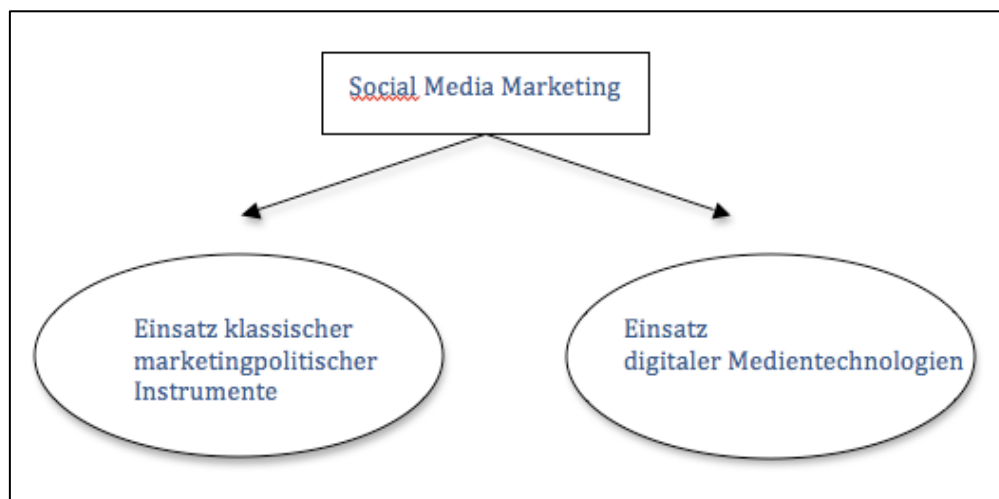 Social Media Marketing
Einsatz klassischer
marketingpolitischer
Instrumente
Einsatz
digitaler Medientechnologien